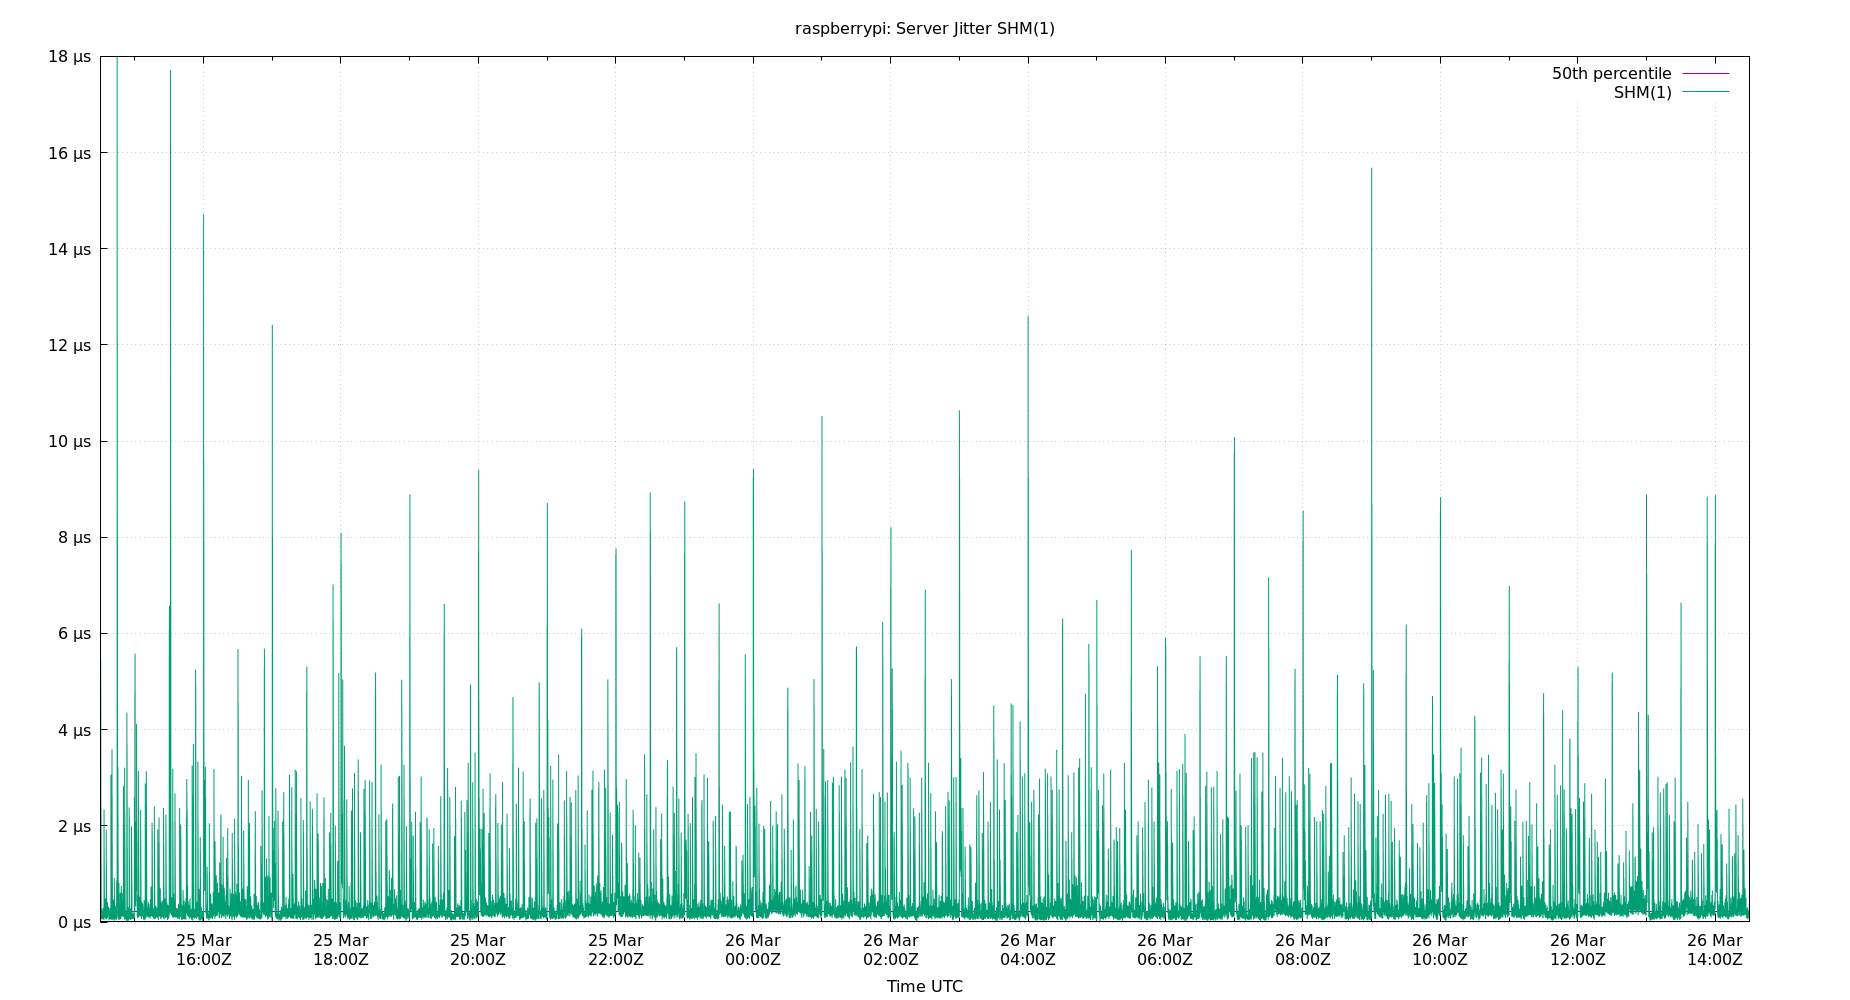 raspberrypi: Server Jitter SHM(1)
18 µs
16 µs
14 µs
12 µs
10 µs
8 µs
6 µs
4 µs
2 µs
0 µs
50th percentile
SHM(1)
25 Mar 25 Mar 25 Mar 25 Mar 26 Mar 26 Mar 26 Mar 26 Mar 26 Mar 26 Mar 26 Mar 26 Mar
16:00Z 18:00Z 20:00Z 22:00Z 00:00Z 02:00Z 04:00Z 06:00Z 08:00Z 10:00Z 12:00Z 14:00Z
Time UTC